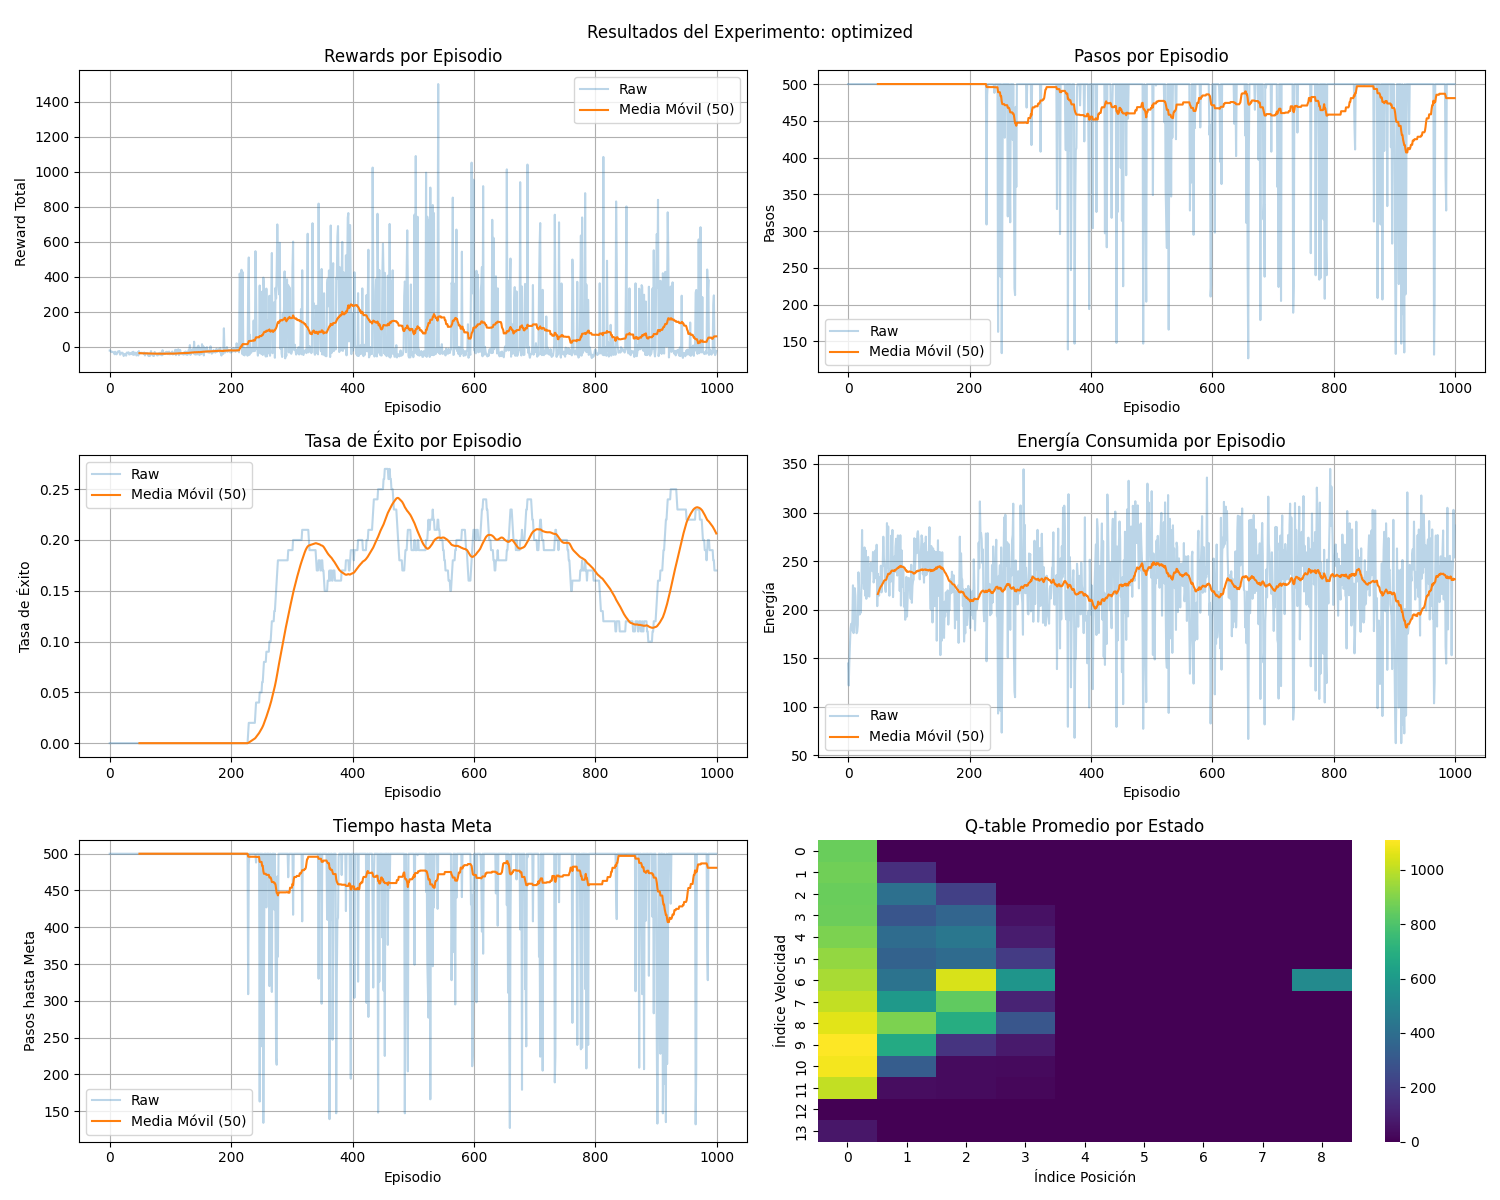 Resultados del Experimento: optimized
Rewards por Episodio
Reward Total
1400
1200
1000
800
600
400
200
0
Raw
Media Móvil (50)
0 200 400 600 800 1000
Episodio
Pasos por Episodio
Pasos
500
450
400
350
300
250
200
150
Raw
Media Móvil (50)
0 200 400 600 800 1000
Episodio
Tasa de Éxito por Episodio
Tasa de Éxito
0.25
0.20
0.15
0.10
0.05
0.00
Raw
Media Móvil (50)
0 200 400 600 800 1000
Episodio
Energía Consumida por Episodio
Energía
350
300
250
200
150
100
50
Raw
Media Móvil (50)
0 200 400 600 800 1000
Episodio
Tiempo hasta Meta
Pasos hasta Meta
500
450
400
350
300
250
200
150
Raw
Media Móvil (50)
0 200 400 600 800 1000
Episodio
Q-table Promedio por Estado
Índice Velocidad
0
1
2
3
4
5
6
7
8
9
10
11
12
13
0 1 2 3 4 5 6 7 8
Índice Posición
1000
800
600
400
200
0